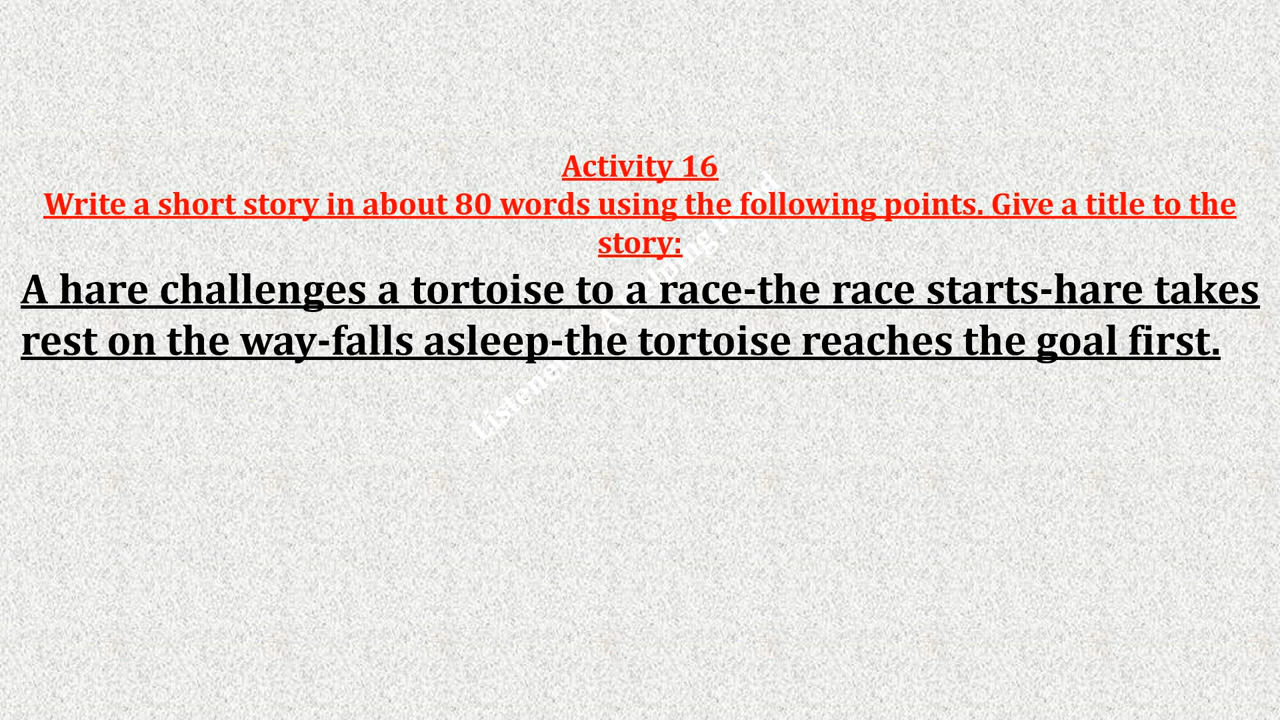 Activity 16
Write a short story in about 80 words using the following points. Give a title to the
story:
A hare challenges a tortoise to a race-the race starts-hare takes
rest on the way-falls asleep-the tortoise reaches the goal first.